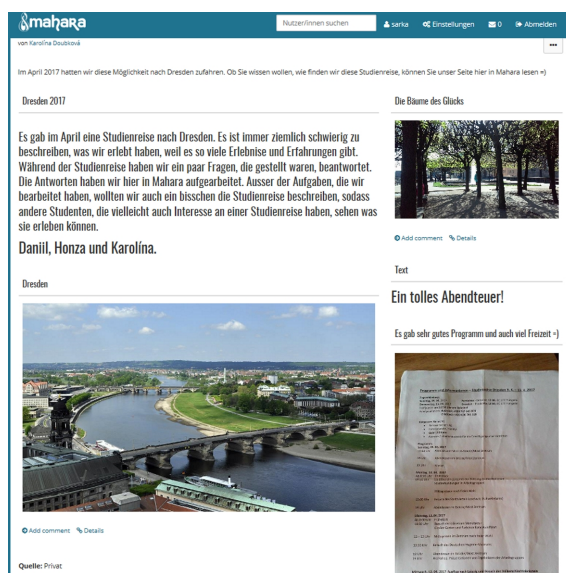 mahara
Nutzer/innen suchen
sarka
Einstellungen
0
Abmelden
von Karolína Doubková
Im April 2017 hatten wir diese Möglichkeit nach Dresden zufahren. Ob Sie wissen wollen, wie finden wir diese Studienreise, können Sie unser Seite hier in Mahara lesen =)
Dresden 2017
Es gab im April eine Studienreise nach Dresden. Es ist immer ziemlich schwierig zu
beschreiben, was wir erlebt haben, weil es so viele Erlebnise und Erfahrungen gibt.
Während der Studienreise haben wir ein paar Fragen, die gestellt waren, beantwortet.
Die Antworten haben wir hier in Mahara aufgearbeitet. Ausser der Aufgaben, die wir
bearbeitet haben, wollten wir auch ein bisschen die Studienreise beschreiben, sodass
andere Studenten, die vielleicht auch Interesse an einer Studienreise haben, sehen was
sie erleben können.
Daniil, Honza und Karolína.
Dresden
Add comment Details
Quelle: Privat
Die Bäume des Glücks
Add comment Details
Text
Ein tolles Abendteuer!
Es gab sehr gutes Programm und auch viel Freizeit =)